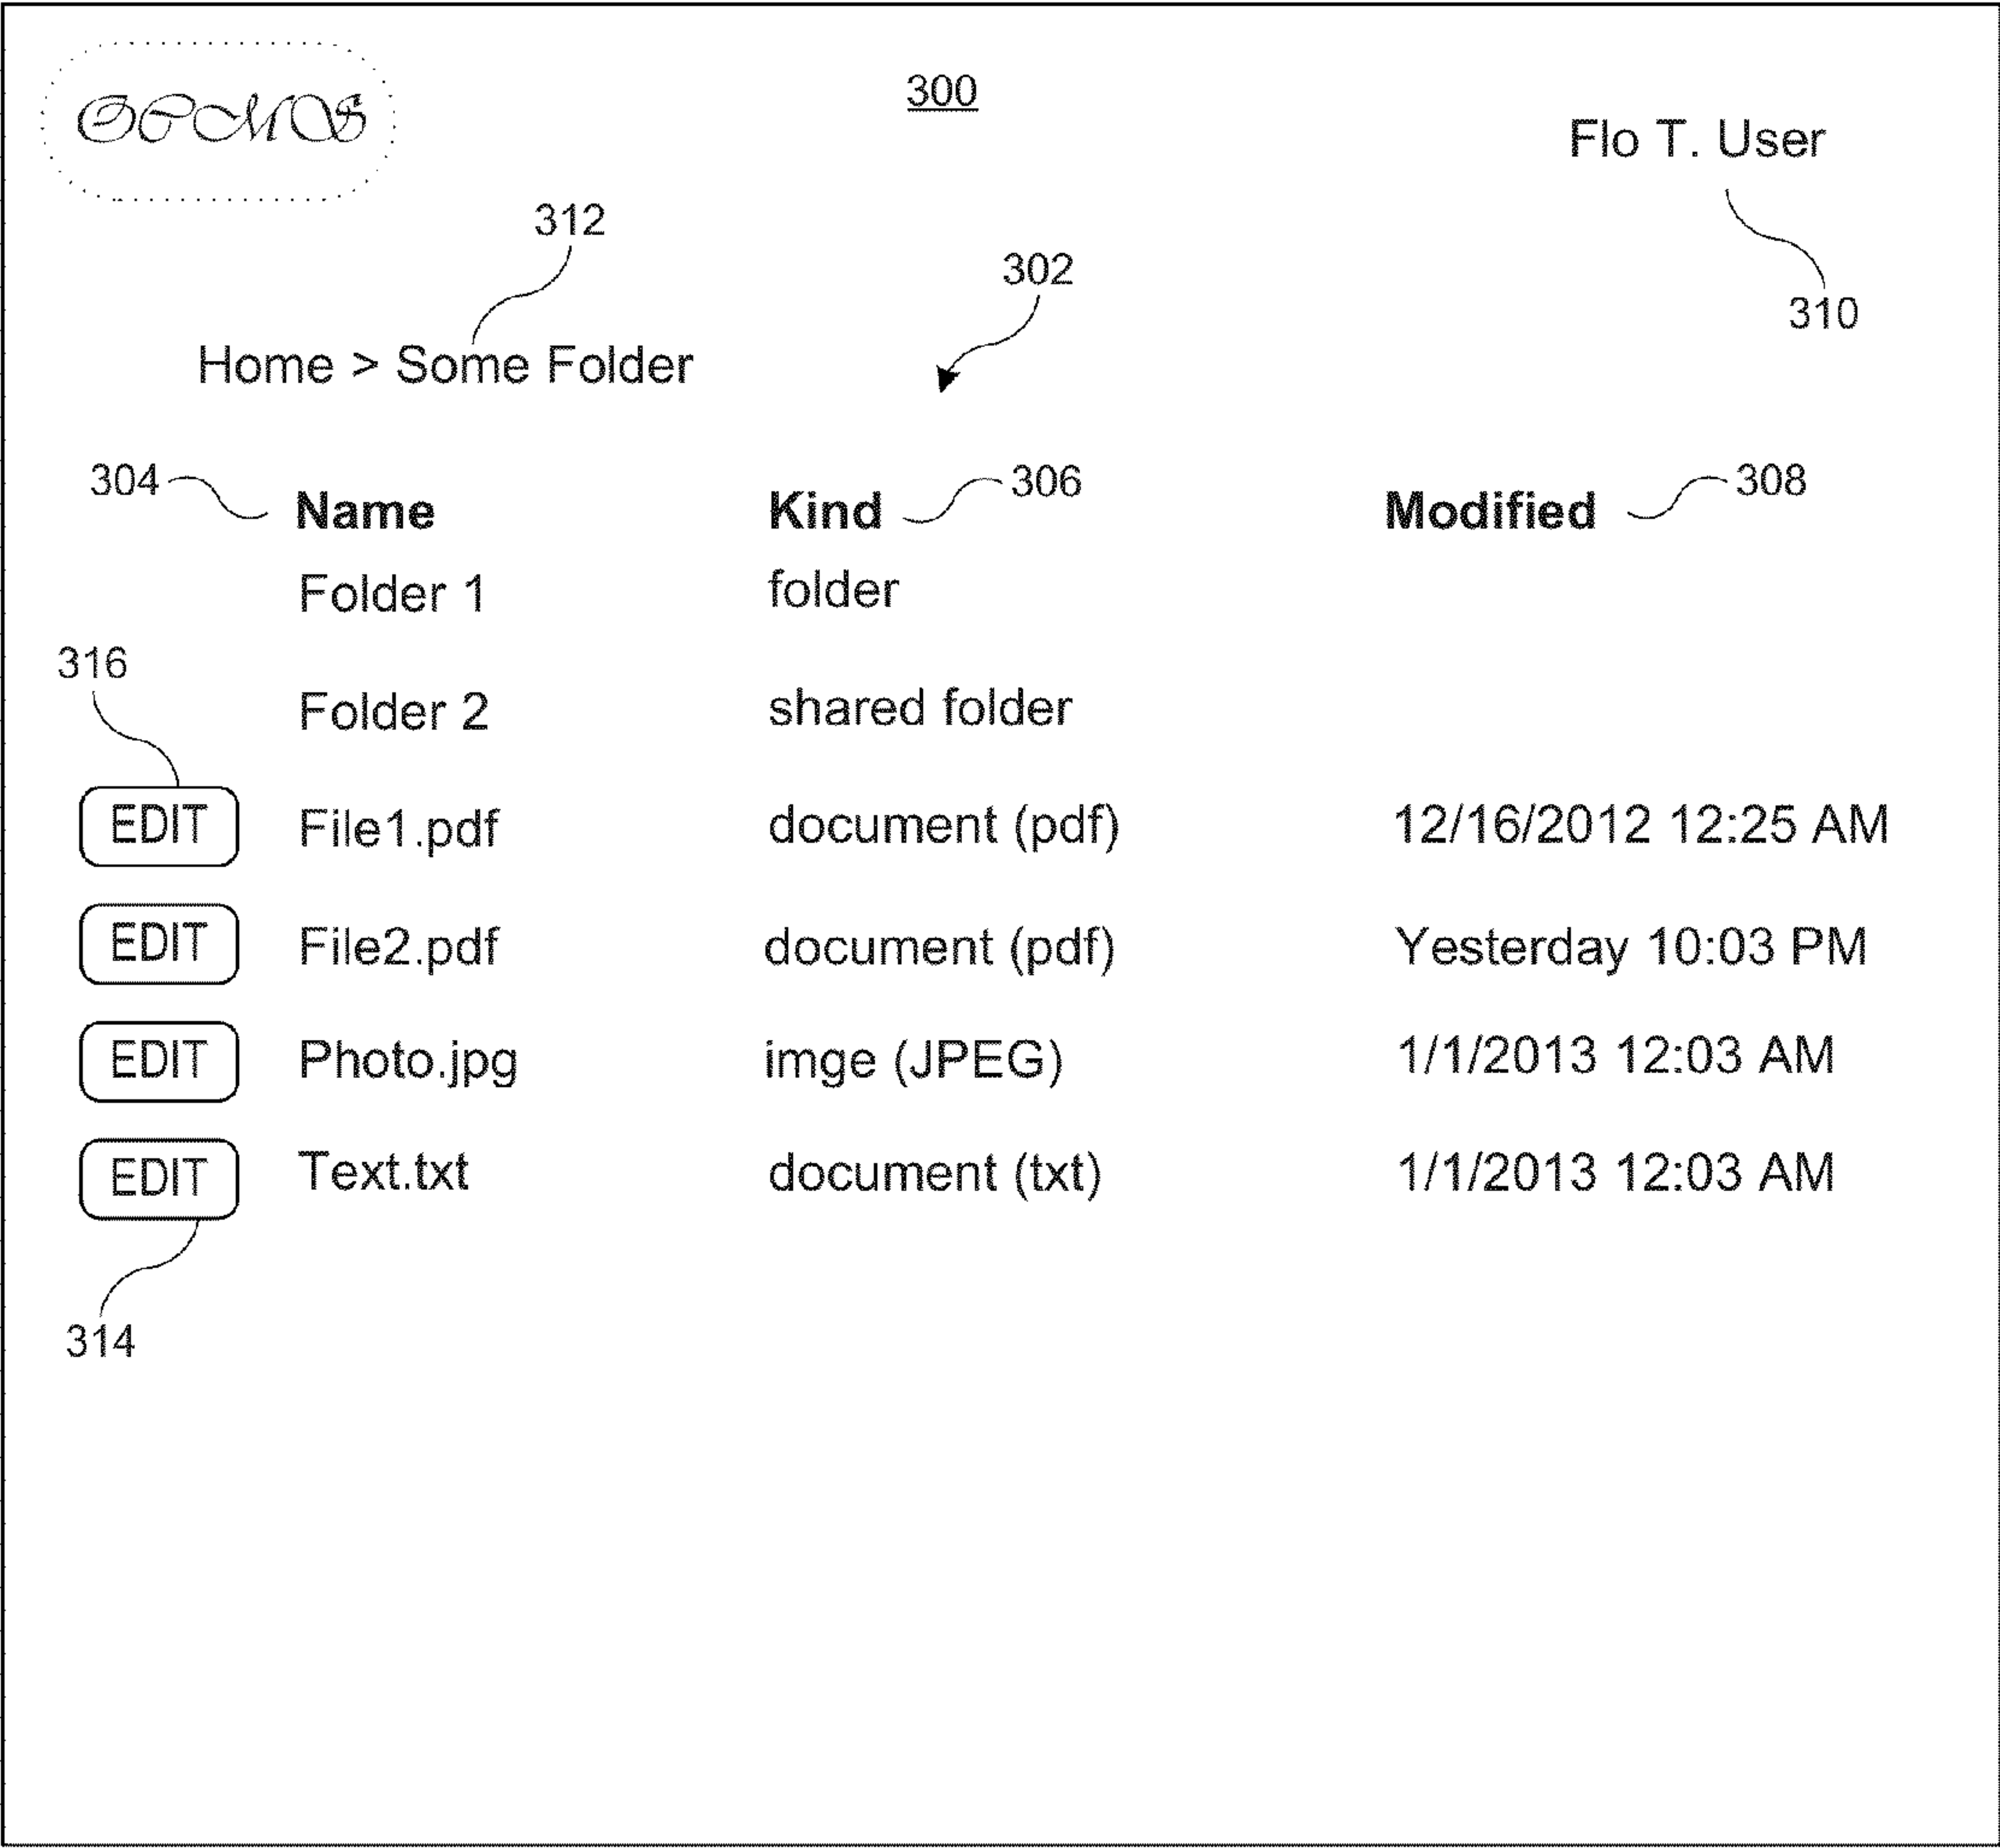 OCMS
300
Flo T. User
312
302
310
Home > Some Folder
304 Name Kind 306 Modified 308
Folder 1 folder
316
Folder 2 shared folder
EDIT File1.pdf document (pdf) 12/16/2012 12:25 AM
EDIT File2.pdf document (pdf) Yesterday 10:03 PM
EDIT Photo.jpg imge (JPEG) 1/1/2013 12:03 AM
EDIT Text.txt document (txt) 1/1/2013 12:03 AM
314